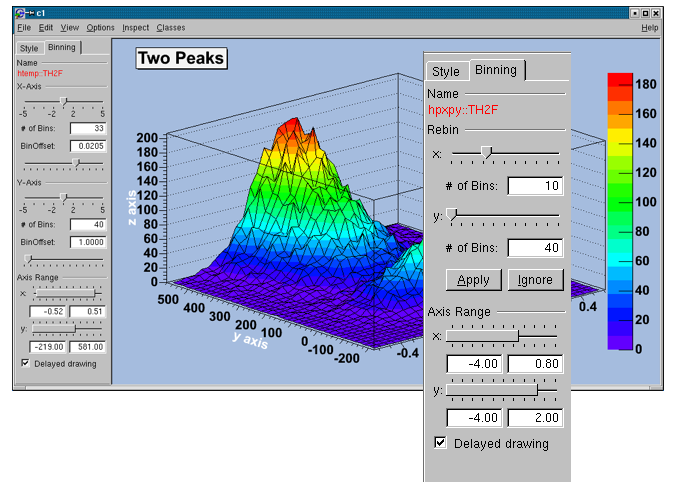 c1
File Edit View Options Inspect Classes Help
Style Binning
Name
htemp::TH2F
X-Axis
-5 -2 2 5
# of Bins: 33
BinOffset: 0.0205
Y-Axis
-5 -2 2 5
# of Bins: 40
BinOffset: 1.0000
Axis Range
x:
-0.52 0.51
y:
-219.00 581.00
Delayed drawing
Two Peaks
z axis
200
180
160
140
120
100
80
60
40
20
0
500 400 300 200 100 0 -100 -200
y axis
-0.4
0.4
Style Binning
Name
hpxpy::TH2F
Rebin
x:
# of Bins: 10
y:
# of Bins: 40
Apply Ignore
Axis Range
x:
-4.00 0.80
y:
-4.00 2.00
Delayed drawing
180
160
140
120
100
80
60
40
20
0